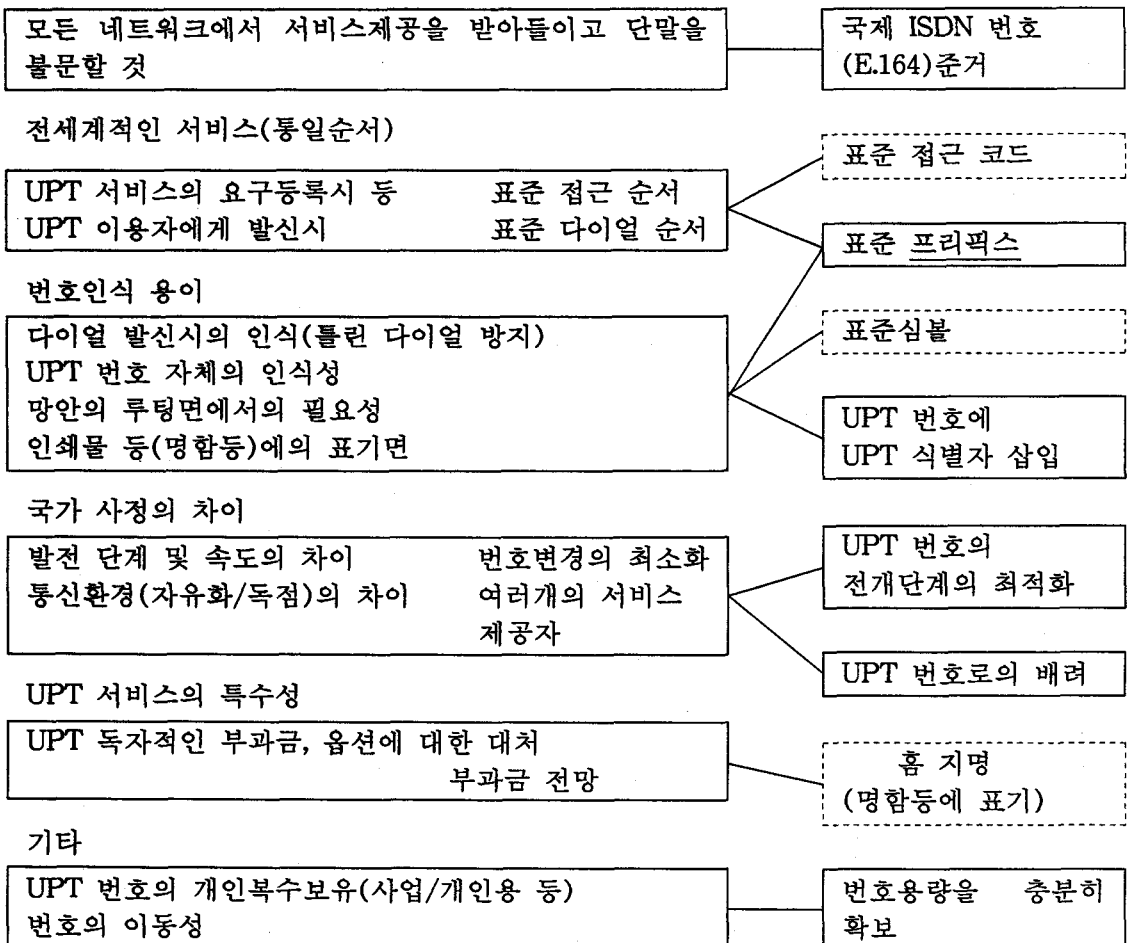 모든 네트워크에서 서비스제공을 받아들이고 단말을
불문할 것
국제 ISDN 번호
(E.164)준거
전세계적인 서비스(통일순서)
표준 접근 코드
UPT 서비스의 요구등록시 등 표준 접근 순서
UPT 이용자에게 발신시 표준 다이얼 순서
표준 프리픽스
번호인식 용이
다이얼 발신시의 인식(틀린 다이얼 방지)
UPT 번호 자체의 인식성
망안의 루팅면에서의 필요성
인쇄물 등(명함등)에의 표기면
표준심볼
UPT 번호에
UPT 식별자 삽입
국가 사정의 차이
발전 단계 및 속도의 차이 번호변경의 최소화
통신환경(자유화/독점)의 차이 여러개의 서비스
제공자
UPT 번호의
전개단계의 최적화
UPT 번호로의 배려
UPT 서비스의 특수성
UPT 독자적인 부과금, 옵션에 대한 대처
부과금 전망
홈 지명
(명함등에 표기)
기타
UPT 번호의 개인복수보유(사업/개인용 등)
번호의 이동성
번호용량을 충분히
확보